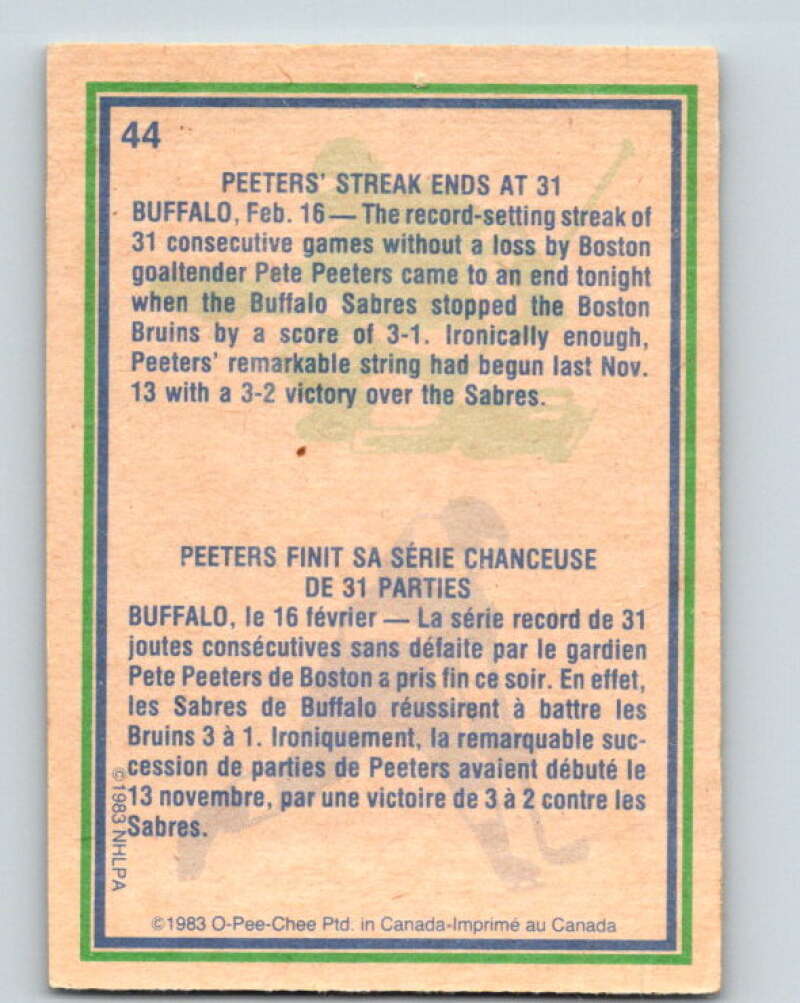 44
PEETERS' STREAK ENDS AT 31
BUFFALO, Feb. 16 — The record-setting streak of
31 consecutive games without a loss by Boston
goaltender Pete Peeters came to an end tonight
when the Buffalo Sabres stopped the Boston
Bruins by a score of 3-1. Ironically enough,
Peeters' remarkable string had begun last Nov.
13 with a 3-2 victory over the Sabres.
PEETERS FINIT SA SÉRIE CHANCEUSE
DE 31 PARTIES
BUFFALO, le 16 février — La série record de 31
joutes consécutives sans défaite par le gardien
Pete Peeters de Boston a pris fin ce soir. En effet,
les Sabres de Buffalo réussirent à battre les
Bruins 3 à 1. Ironiquement, la remarquable suc-
cession de parties de Peeters avaient débuté le
13 novembre, par une victoire de 3 à 2 contre les
Sabres.
©1983 NHLPA
©1983 O-Pee-Chee Ptd. in Canada-Imprimé au Canada